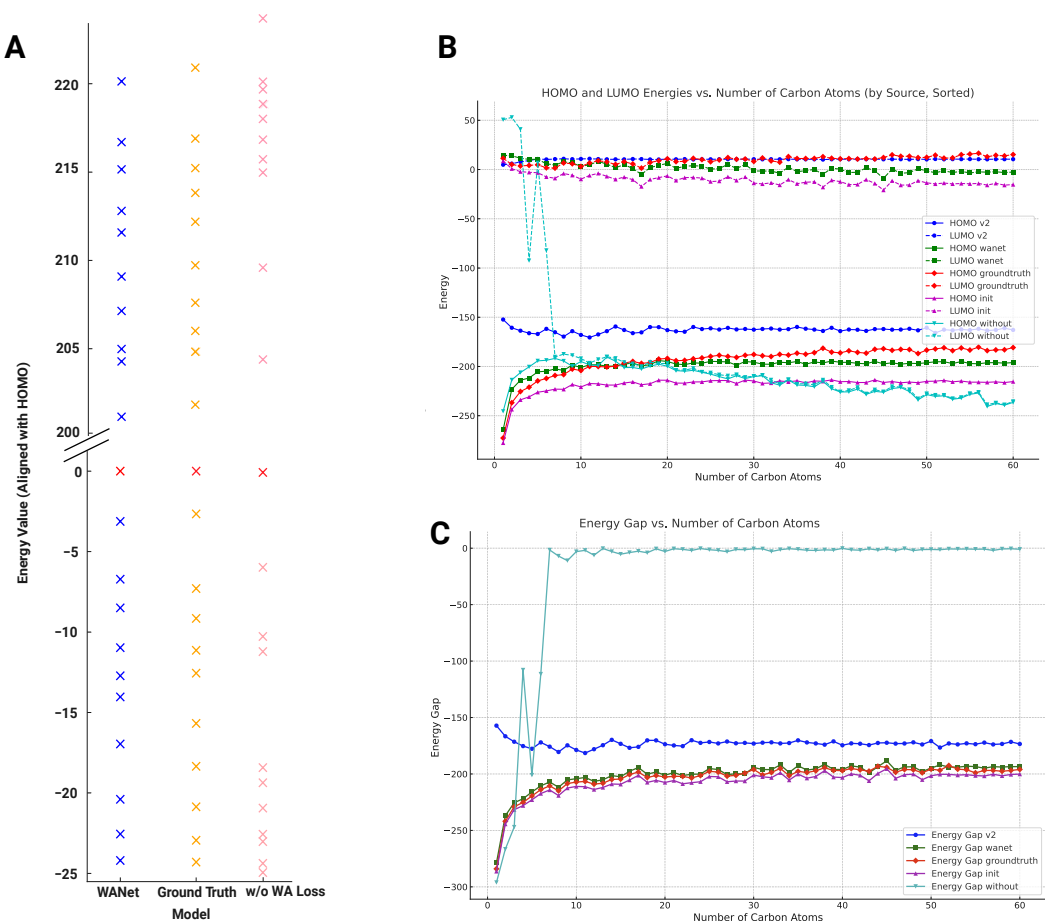 A
Energy Value (Aligned with HOMO)
220
215
210
205
200
0
−5
−10
−15
−20
−25
WANet Ground Truth w/o WA Loss
Model
B
HOMO and LUMO Energies vs. Number of Carbon Atoms (by Source, Sorted)
Energy
50
0
−50
−100
−150
−200
−250
HOMO v2
LUMO v2
HOMO wanet
LUMO wanet
HOMO groundtruth
LUMO groundtruth
HOMO init
LUMO init
HOMO without
LUMO without
0 10 20 30 40 50 60
Number of Carbon Atoms
C
Energy Gap vs. Number of Carbon Atoms
Energy Gap
0
−50
−100
−150
−200
−250
−300
Energy Gap v2
Energy Gap wanet
Energy Gap groundtruth
Energy Gap init
Energy Gap without
0 10 20 30 40 50 60
Number of Carbon Atoms